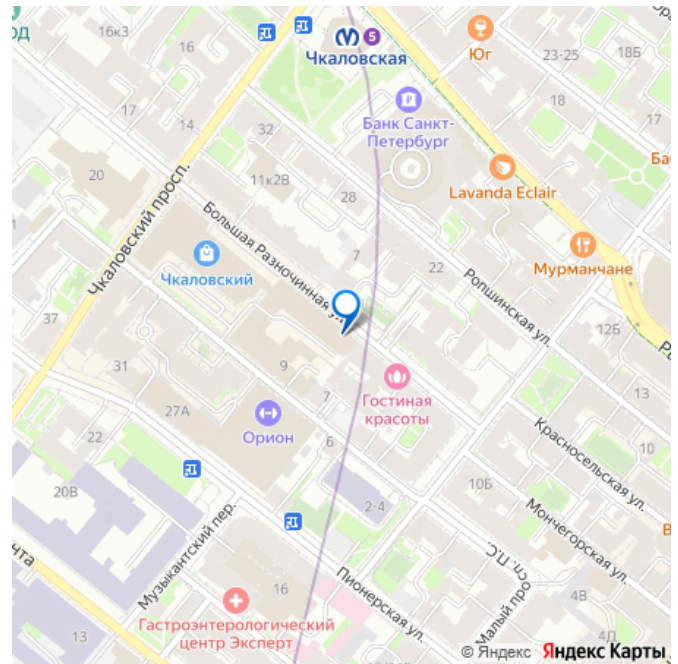 16к3
16
5
Чкаловская
Юг
23-25
18Б
17
14
32
Банк Санкт-
Петербург
18
17
20
Чкаловский просп.
11к2В
28
Lavanda Eclair
Большая Разночинная ул.
7
22
Ропшинская ул.
Мурманчане
Чкаловский
12Б
37
31
9
7
Гостиная
красоты
27А
Орион
6
13
22
Красносельская ул.
10
20В
2-4
10Б
Мончегорская ул.
Музыкантский пер.
Малый просп. П.С.
16
Пионерская ул.
4В
Гастроэнтерологический
центр Эксперт
13
4Д
© Яндекс Яндекс Карты